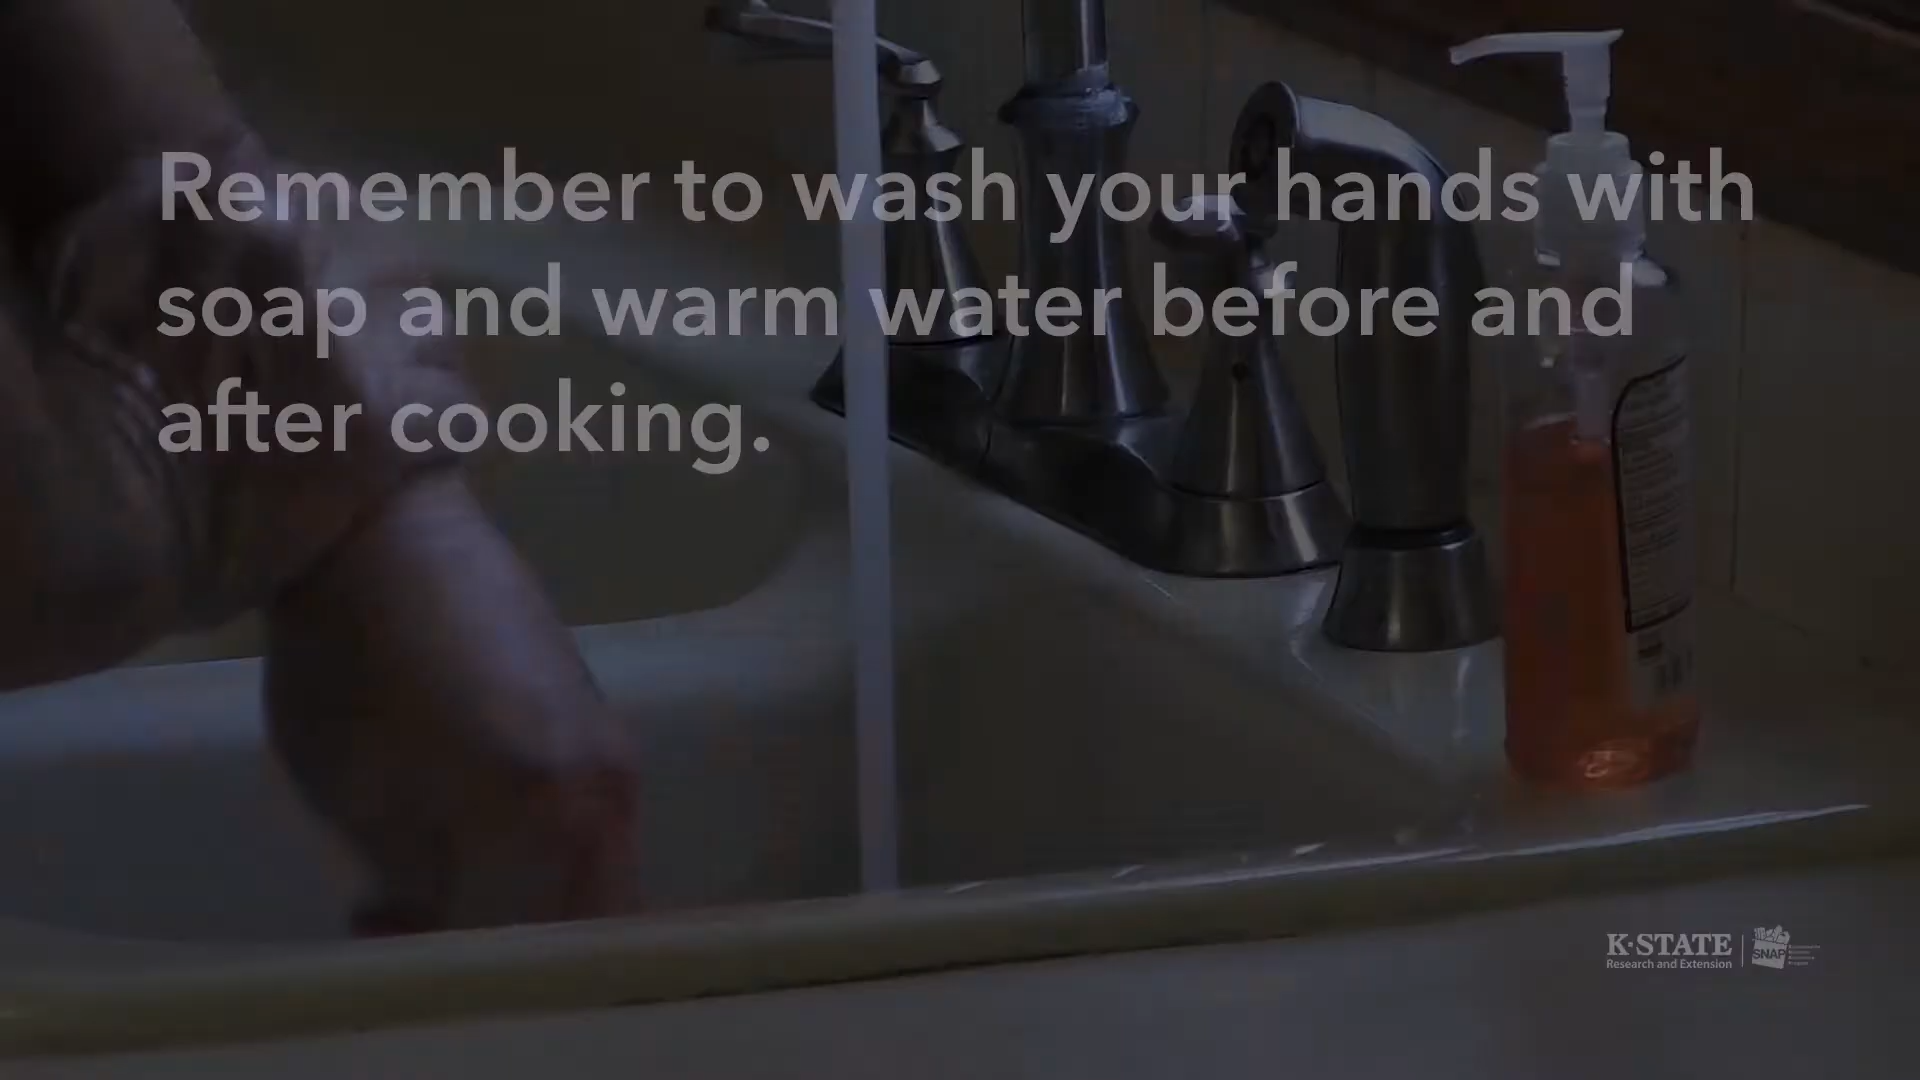 Remember to wash your hands with
soap and warm water before and
after cooking.
K·STATE
Research and Extension
SNAP